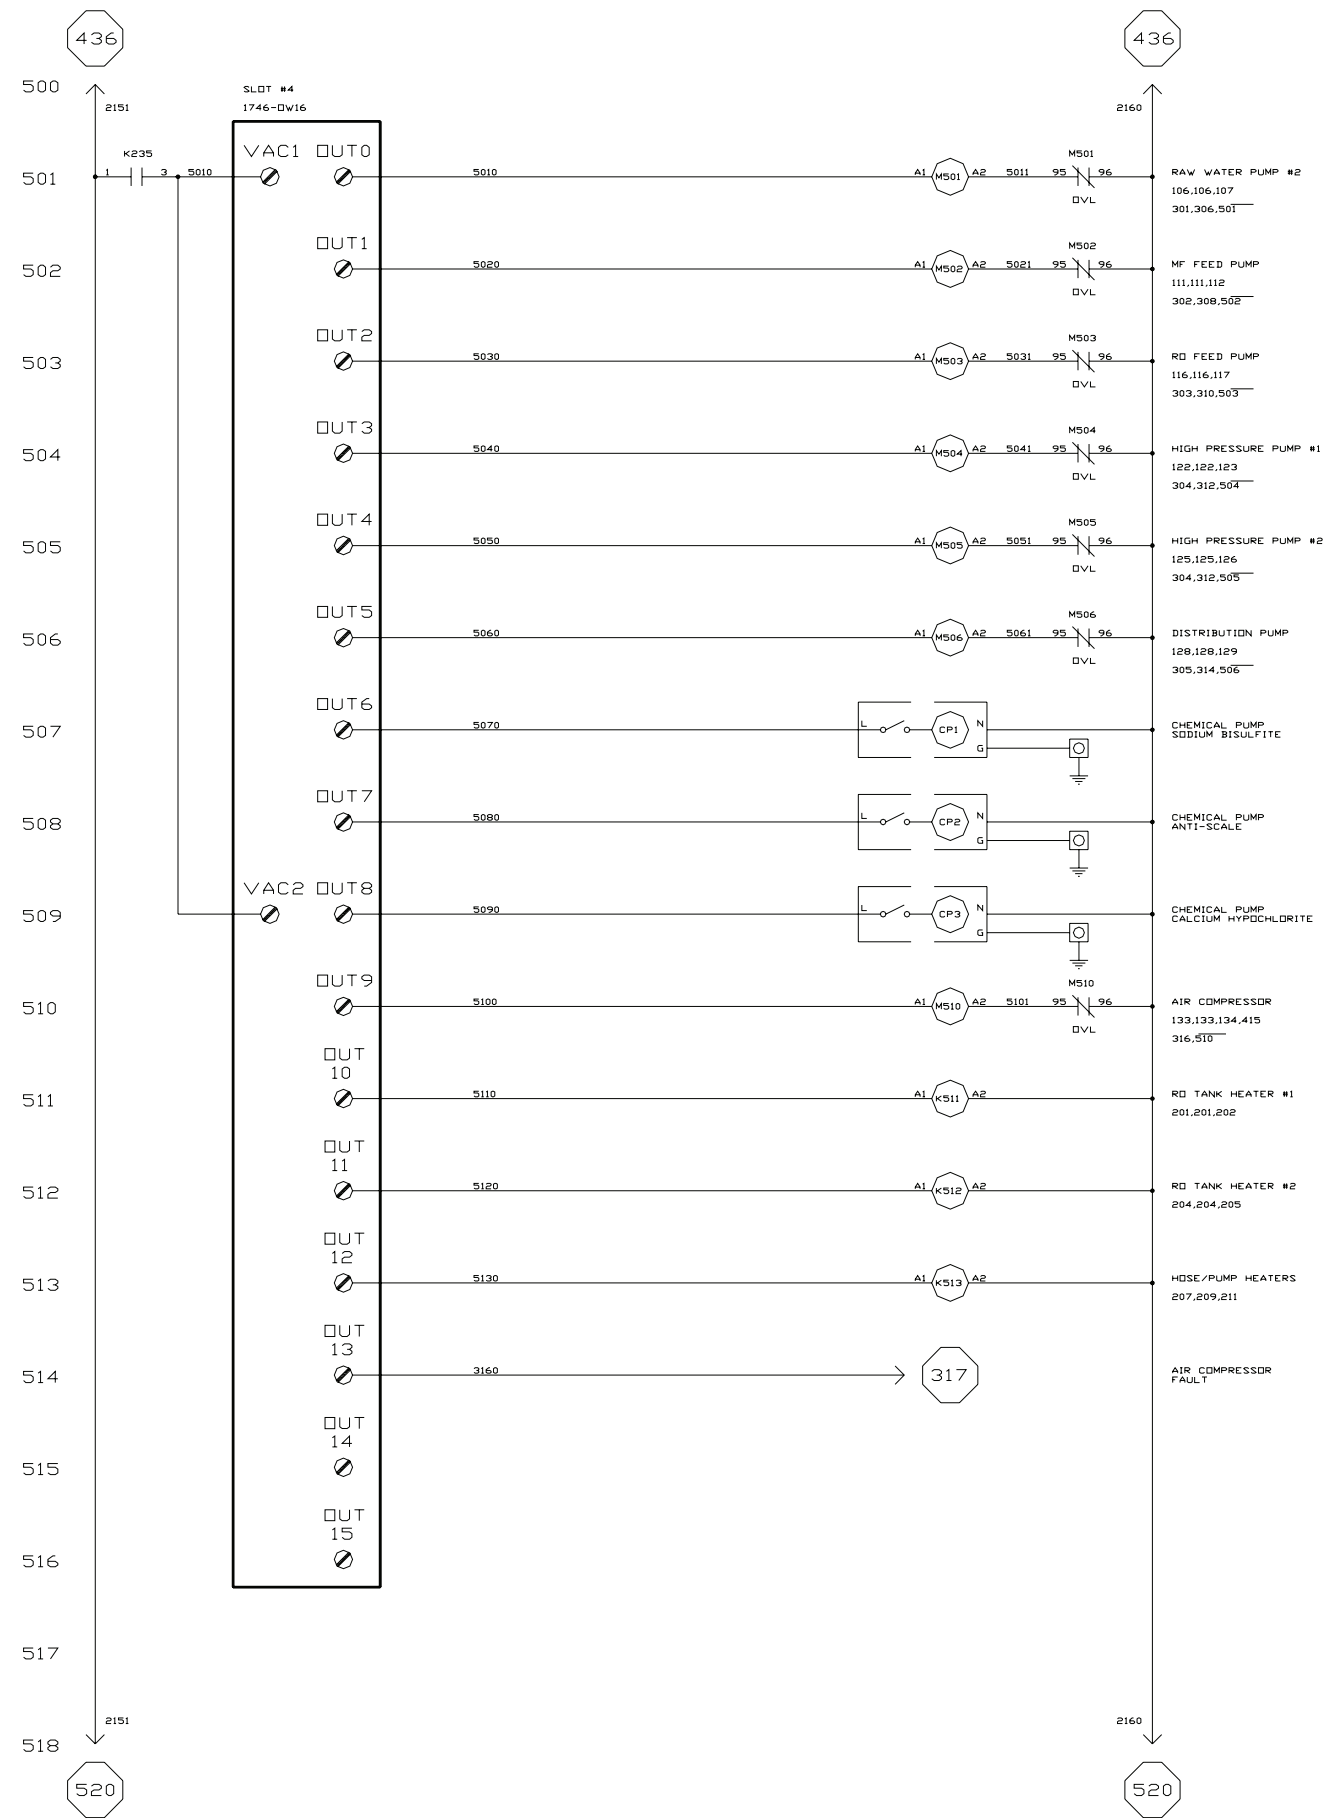 436 436
500
2151 2160
SLOT #4
1746-OW16
501 1 K235 3 5010 VAC1 OUT0 5010 A1 M501 A2 5011 95 M501 96 OVL RAW WATER PUMP #2
106,106,107
301,306,501
502 OUT1 5020 A1 M502 A2 5021 95 M502 96 OVL MF FEED PUMP
111,111,112
302,308,502
503 OUT2 5030 A1 M503 A2 5031 95 M503 96 OVL RO FEED PUMP
116,116,117
303,310,503
504 OUT3 5040 A1 M504 A2 5041 95 M504 96 OVL HIGH PRESSURE PUMP #1
122,122,123
304,312,504
505 OUT4 5050 A1 M505 A2 5051 95 M505 96 OVL HIGH PRESSURE PUMP #2
125,125,126
304,312,505
506 OUT5 5060 A1 M506 A2 5061 95 M506 96 OVL DISTRIBUTION PUMP
128,128,129
305,314,506
507 OUT6 5070 L CP1 N G CHEMICAL PUMP
SODIUM BISULFITE
508 OUT7 5080 L CP2 N G CHEMICAL PUMP
ANTI-SCALE
509 VAC2 OUT8 5090 L CP3 N G CHEMICAL PUMP
CALCIUM HYPOCHLORITE
510 OUT9 5100 A1 M510 A2 5101 95 M510 96 OVL AIR COMPRESSOR
133,133,134,415
316,510
511 OUT 10 5110 A1 K511 A2 RO TANK HEATER #1
201,201,202
512 OUT 11 5120 A1 K512 A2 RO TANK HEATER #2
204,204,205
513 OUT 12 5130 A1 K513 A2 HOSE/PUMP HEATERS
207,209,211
514 OUT 13 3160 317 AIR COMPRESSOR
FAULT
515 OUT 14
516 OUT 15
517
2151 2160
518
520 520